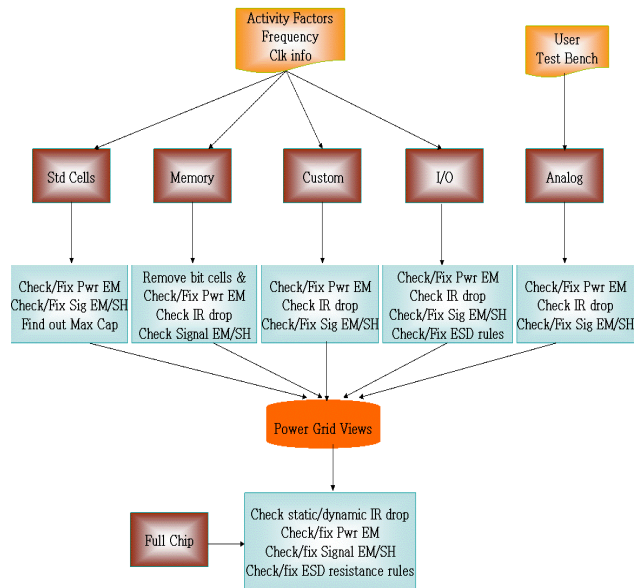 Activity Factors
Frequency
Clk info
User
Test Bench
Std Cells
Memory
Custom
I/O
Analog
Check/Fix Pwr EM
Check/Fix Sig EM/SH
Find out Max Cap
Remove bit cells &
Check/Fix Pwr EM
Check IR drop
Check Signal EM/SH
Check/Fix Pwr EM
Check IR drop
Check/Fix Sig EM/SH
Check/Fix Pwr EM
Check IR drop
Check/Fix Sig EM/SH
Check/Fix ESD rules
Check/Fix Pwr EM
Check IR drop
Check/Fix Sig EM/SH
Power Grid Views
Full Chip
Check static/dynamic IR drop
Check/fix Pwr EM
Check/fix Signal EM/SH
Check/fix ESD resistance rules